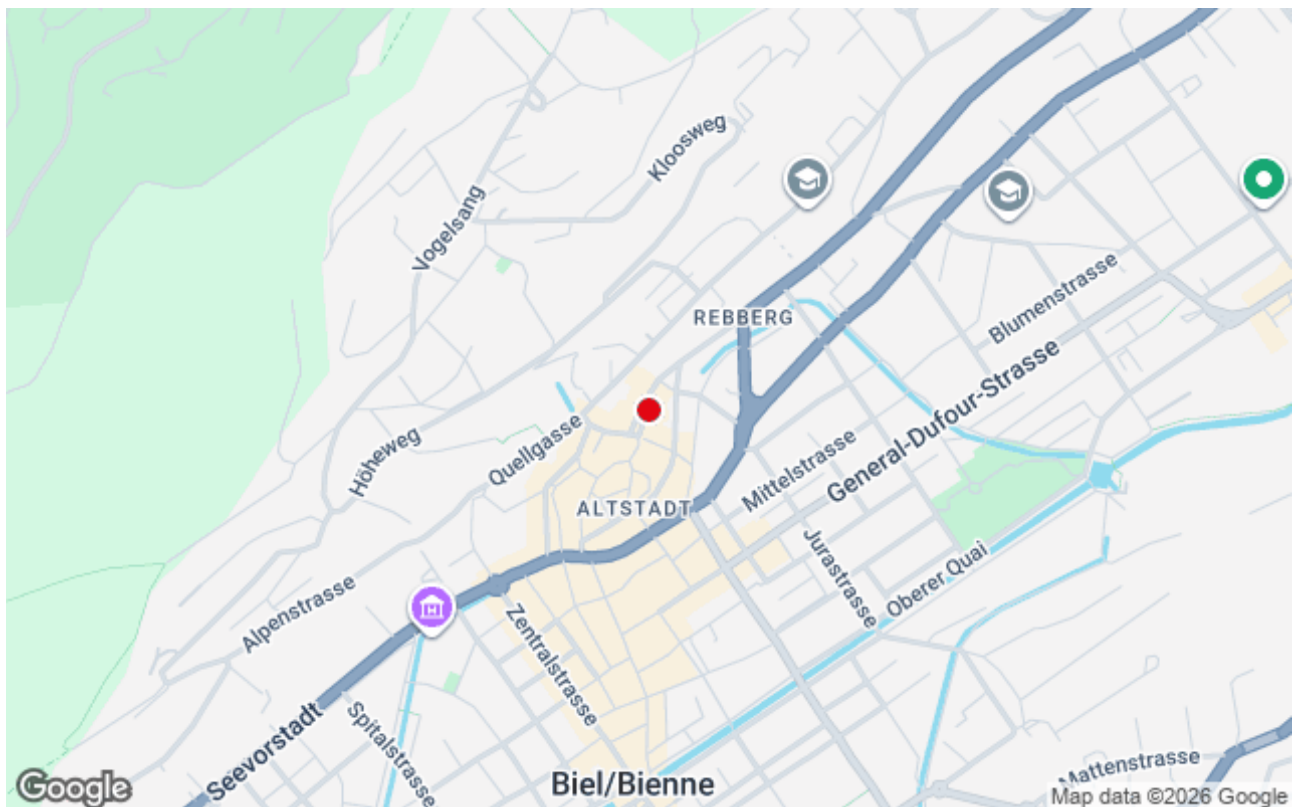 Kloosweg
Vogelsang
REBBERG
Blumenstrasse
General-Dufour-Strasse
Höheweg
Quellgasse
Mittelstrasse
ALTSTADT
Jurastrasse
Oberer Quai
Alpenstrasse
Zentralstrasse
Seevorstadt
Spitalstrasse
Mattenstrasse
Biel/Bienne
Google
Map data ©2026 Google